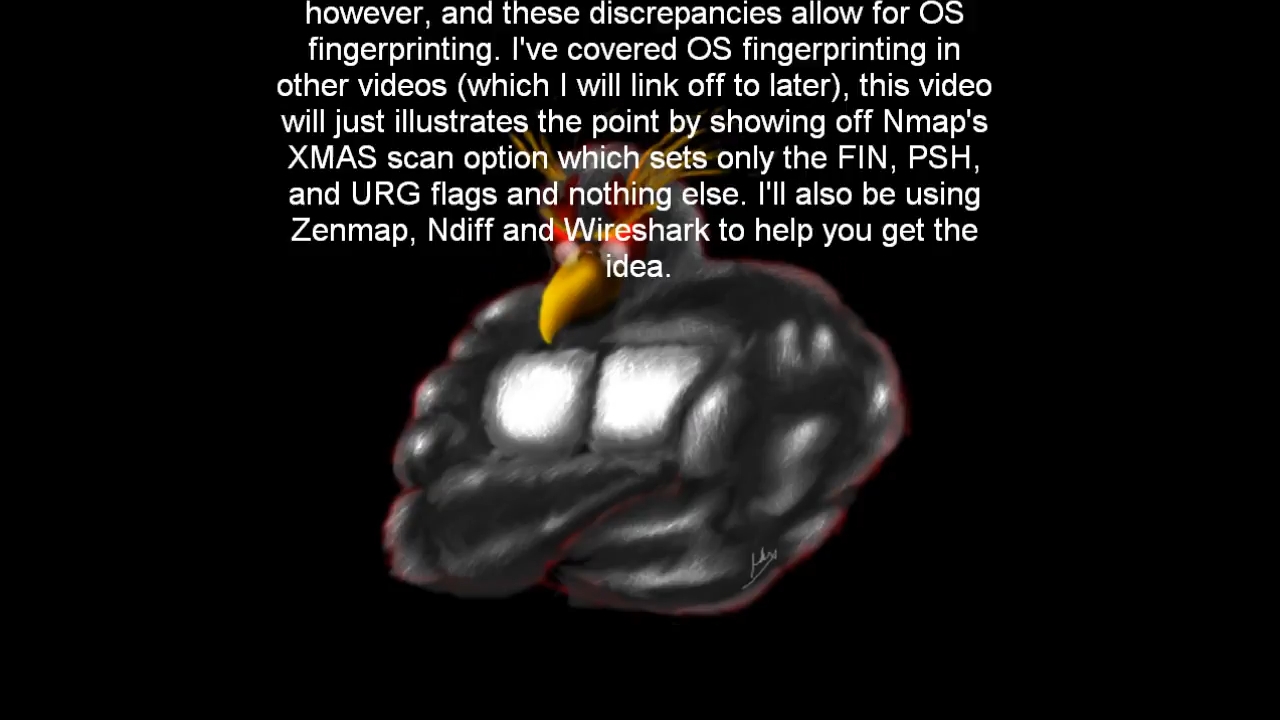 however, and these discrepancies allow for OS
fingerprinting. I've covered OS fingerprinting in
other videos (which I will link off to later), this video
will just illustrates the point by showing off Nmap's
XMAS scan option which sets only the FIN, PSH,
and URG flags and nothing else. I'll also be using
Zenmap, Ndiff and Wireshark to help you get the
idea.